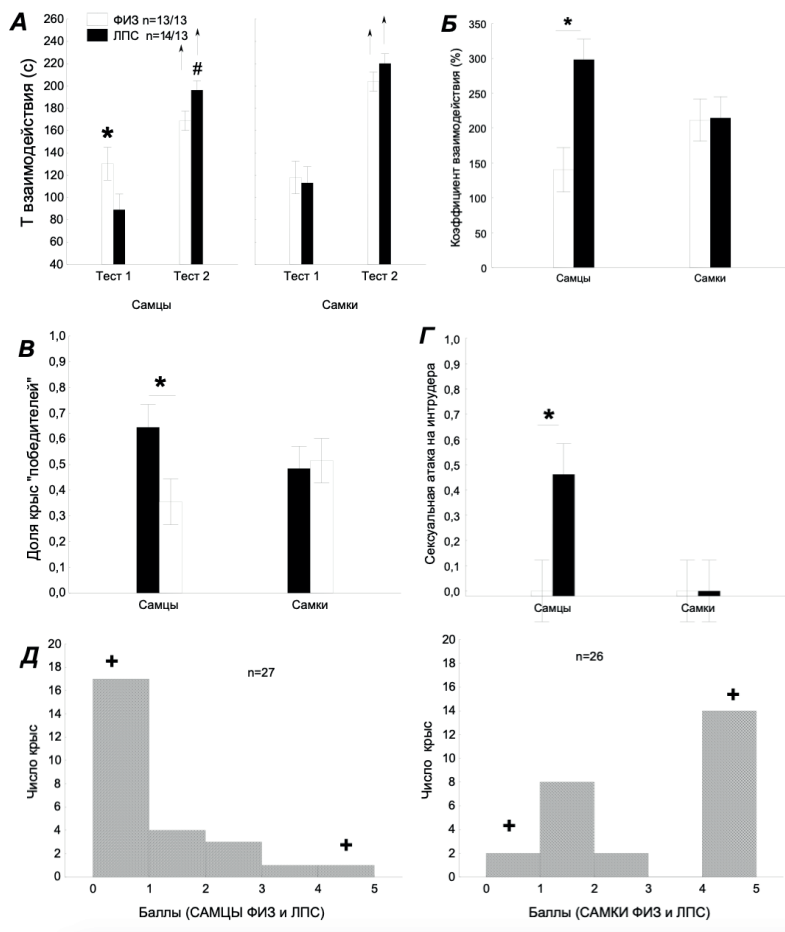 А
ФИЗ n=13/13
ЛПС n=14/13
Т взаимодействия (с)
260
240
220
200
180
160
140
120
100
80
60
40
*
#
Тест 1
Тест 2
Тест 1
Тест 2
Самцы
Самки
Б
Коэффициент взаимодействия (%)
350
300
250
200
150
100
50
0
*
Самцы
Самки
В
Доля крыс "победителей"
1,0
0,9
0,8
0,7
0,6
0,5
0,4
0,3
0,2
0,1
0,0
*
Самцы
Самки
Г
Сексуальная атака на интрудера
1,0
0,9
0,8
0,7
0,6
0,5
0,4
0,3
0,2
0,1
0,0
*
Самцы
Самки
Д
Число крыс
20
18
16
14
12
10
8
6
4
2
0
+
n=27
+
0 1 2 3 4 5
Баллы (САМЦЫ ФИЗ и ЛПС)
Число крыс
20
18
16
14
12
10
8
6
4
2
0
n=26
+
+
0 1 2 3 4 5
Баллы (САМКИ ФИЗ и ЛПС)